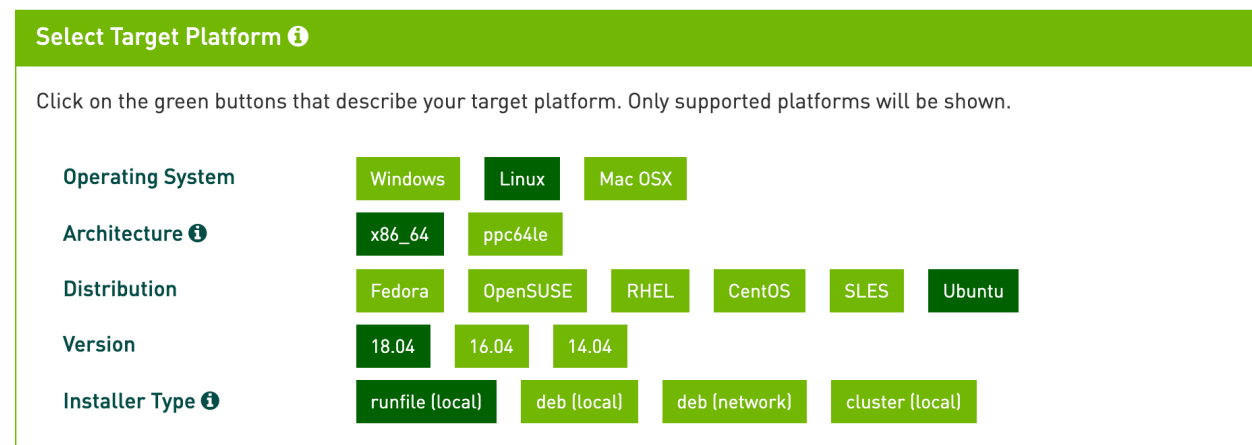 Select Target Platform
Click on the green buttons that describe your target platform. Only supported platforms will be shown.
Operating System Windows Linux Mac OSX
Architecture x86_64 ppc64le
Distribution Fedora OpenSUSE RHEL CentOS SLES Ubuntu
Version 18.04 16.04 14.04
Installer Type runfile (local) deb (local) deb (network) cluster (local)